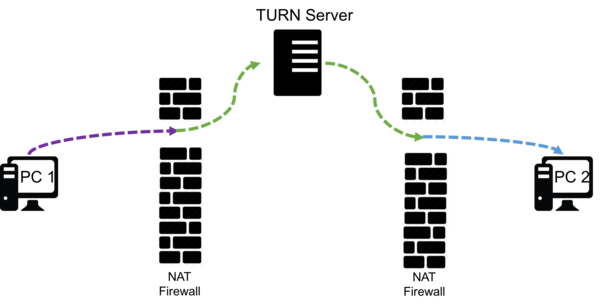 TURN Server
PC 1
PC 2
NAT
Firewall
NAT
Firewall